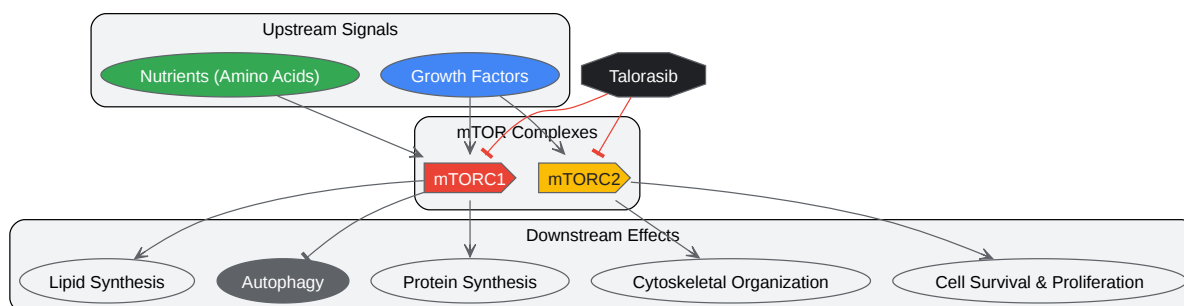 Upstream Signals
Nutrients (Amino Acids)
Growth Factors
Talorasib
mTOR Complexes
mTORC1
mTORC2
Downstream Effects
Lipid Synthesis
Autophagy
Protein Synthesis
Cytoskeletal Organization
Cell Survival & Proliferation